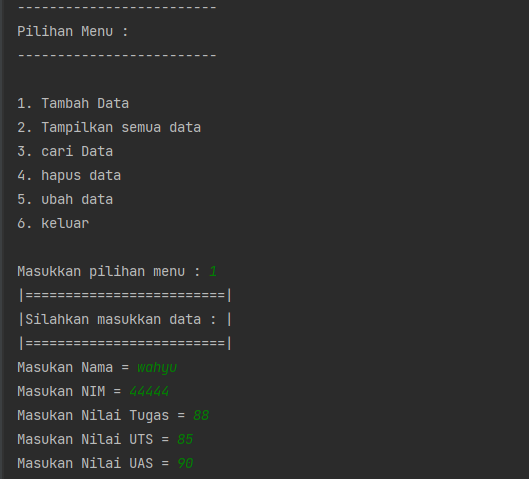 -------------------------
Pilihan Menu :
-------------------------
1. Tambah Data
2. Tampilkan semua data
3. cari Data
4. hapus data
5. ubah data
6. keluar
Masukkan pilihan menu : 1
|=========================|
|Silahkan masukkan data : |
|=========================|
Masukan Nama = wahyu
Masukan NIM = 44444
Masukan Nilai Tugas = 88
Masukan Nilai UTS = 85
Masukan Nilai UAS = 90